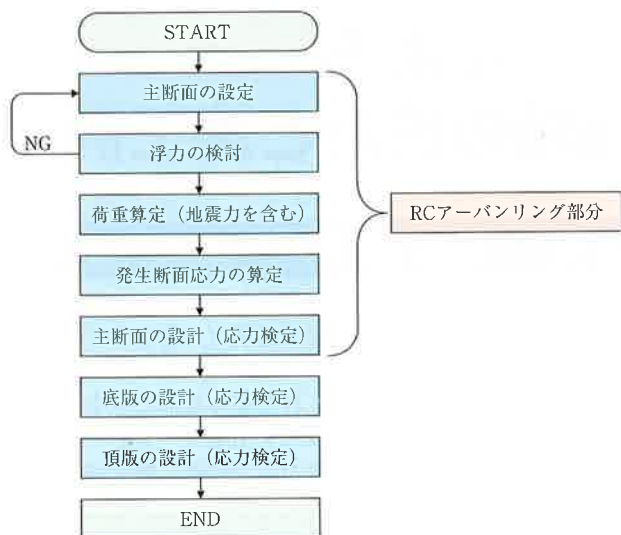 START
主断面の設定
NG
浮力の検討
荷重算定（地震力を含む）
RCアーバンリング部分
発生断面応力の算定
主断面の設計（応力検定）
底版の設計（応力検定）
頂版の設計（応力検定）
END